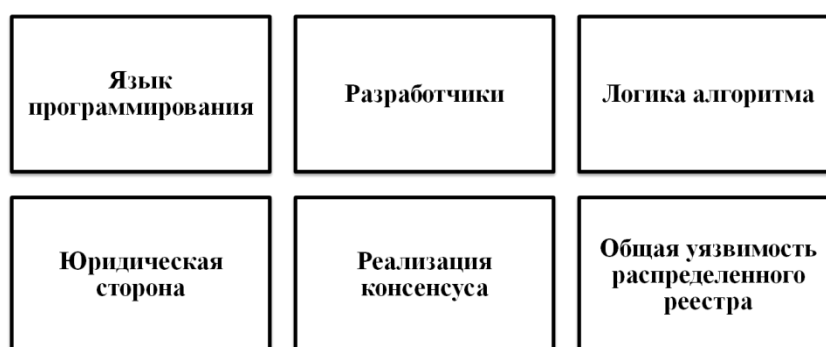 Язык
программирования
Разработчики
Логика алгоритма
Юридическая
сторона
Реализация
консенсуса
Общая уязвимость
распределенного
реестра